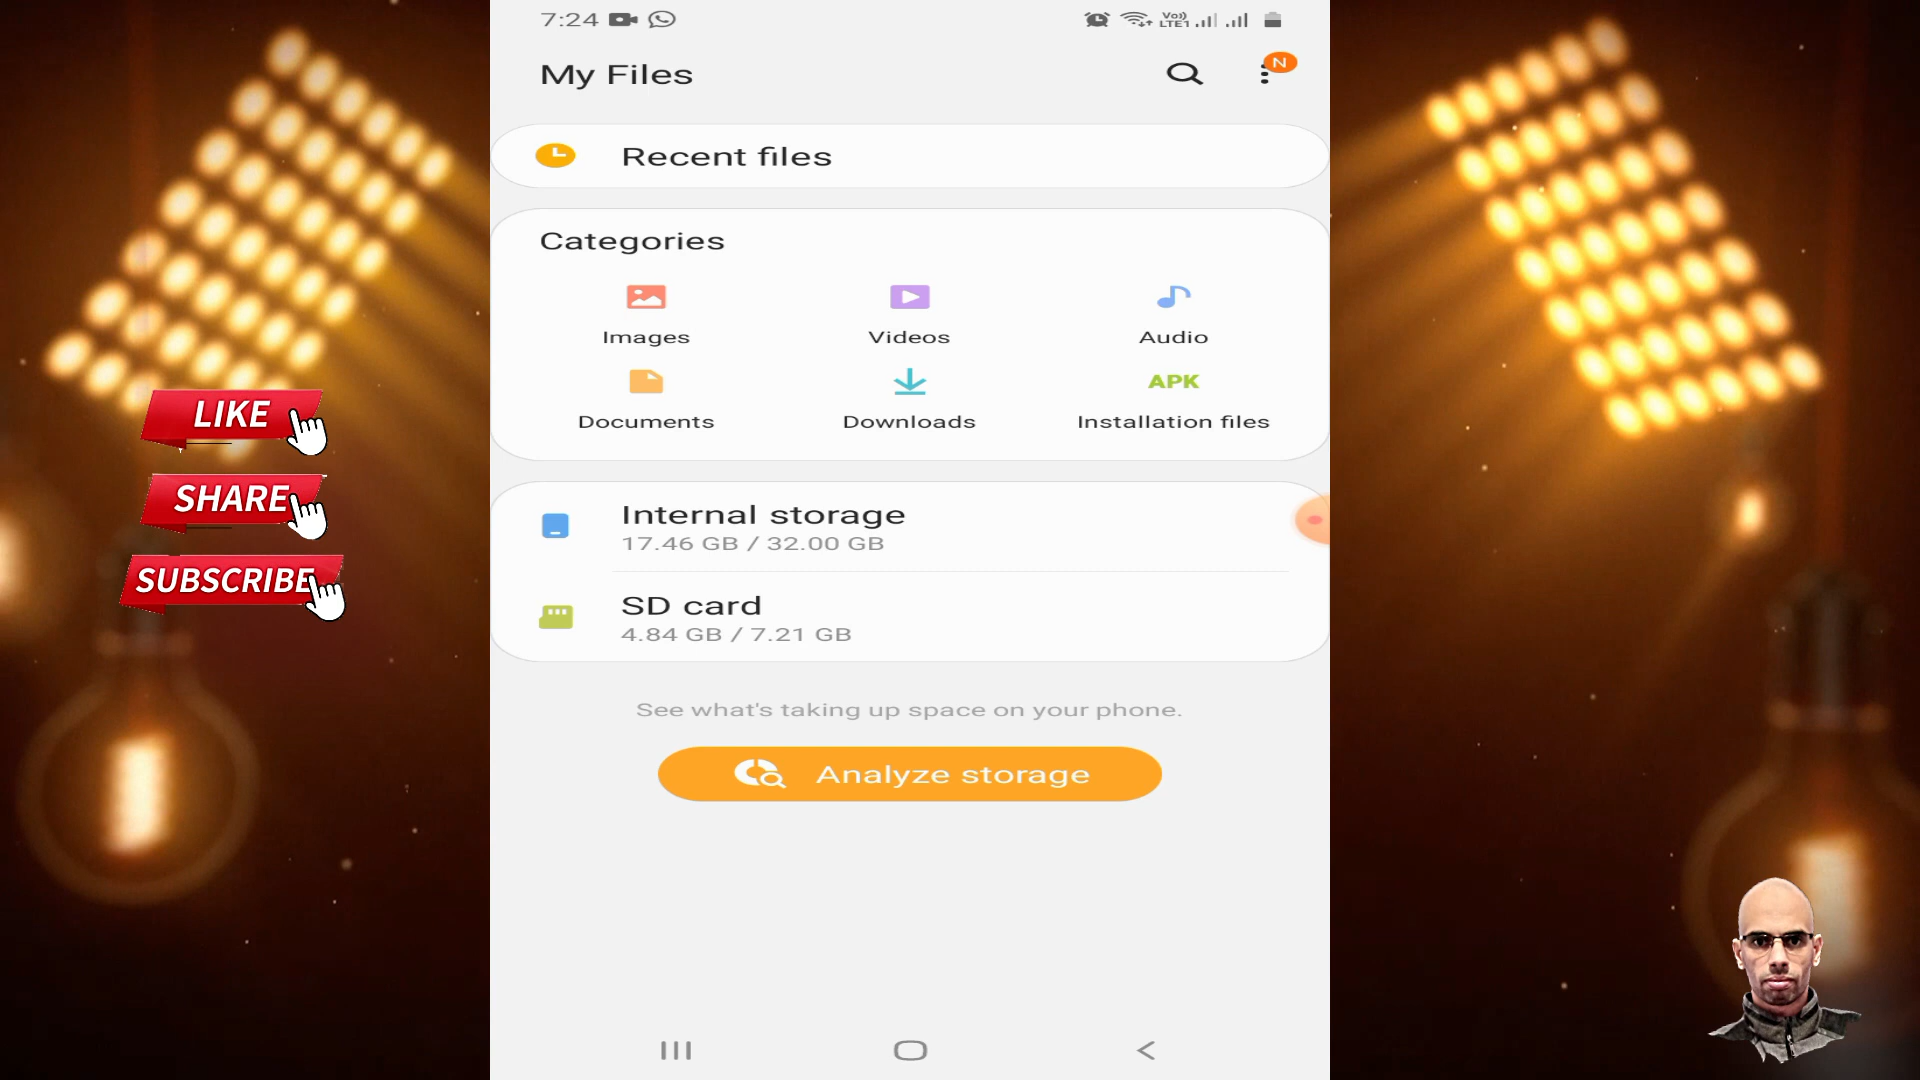 7:24
Vo))
LTE1
My Files
N
Recent files
Categories
Images
Videos
Audio
APK
Documents
Downloads
Installation files
Internal storage
17.46 GB / 32.00 GB
SD card
4.84 GB / 7.21 GB
See what's taking up space on your phone.
Analyze storage
LIKE
SHARE
SUBSCRIBE